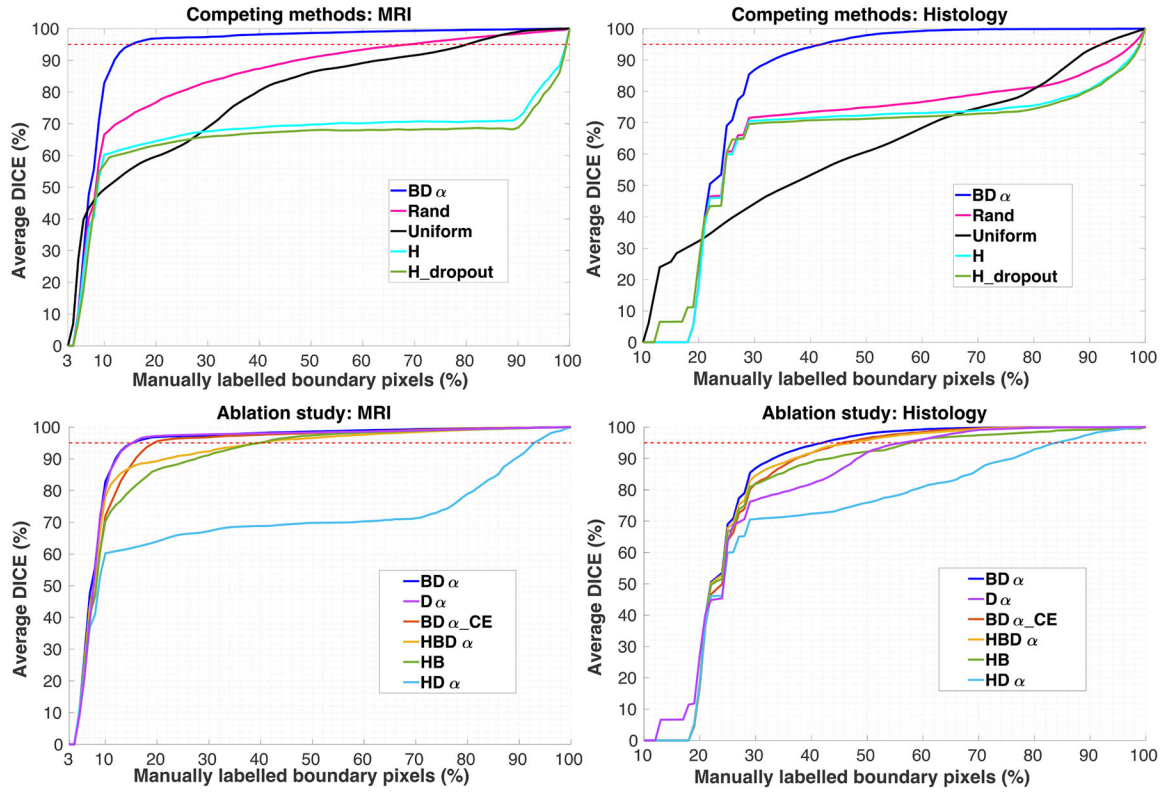 Competing methods: MRI
Average DICE (%)
100
90
80
70
60
50
40
30
20
10
0
BD α
Rand
Uniform
H
H_dropout
3 10 20 30 40 50 60 70 80 90 100
Manually labelled boundary pixels (%)
Competing methods: Histology
Average DICE (%)
100
90
80
70
60
50
40
30
20
10
0
BD α
Rand
Uniform
H
H_dropout
10 20 30 40 50 60 70 80 90 100
Manually labelled boundary pixels (%)
Ablation study: MRI
Average DICE (%)
100
90
80
70
60
50
40
30
20
10
0
BD α
D α
BD α_CE
HBD α
HB
HD α
3 10 20 30 40 50 60 70 80 90 100
Manually labelled boundary pixels (%)
Ablation study: Histology
Average DICE (%)
100
90
80
70
60
50
40
30
20
10
0
BD α
D α
BD α_CE
HBD α
HB
HD α
10 20 30 40 50 60 70 80 90 100
Manually labelled boundary pixels (%)